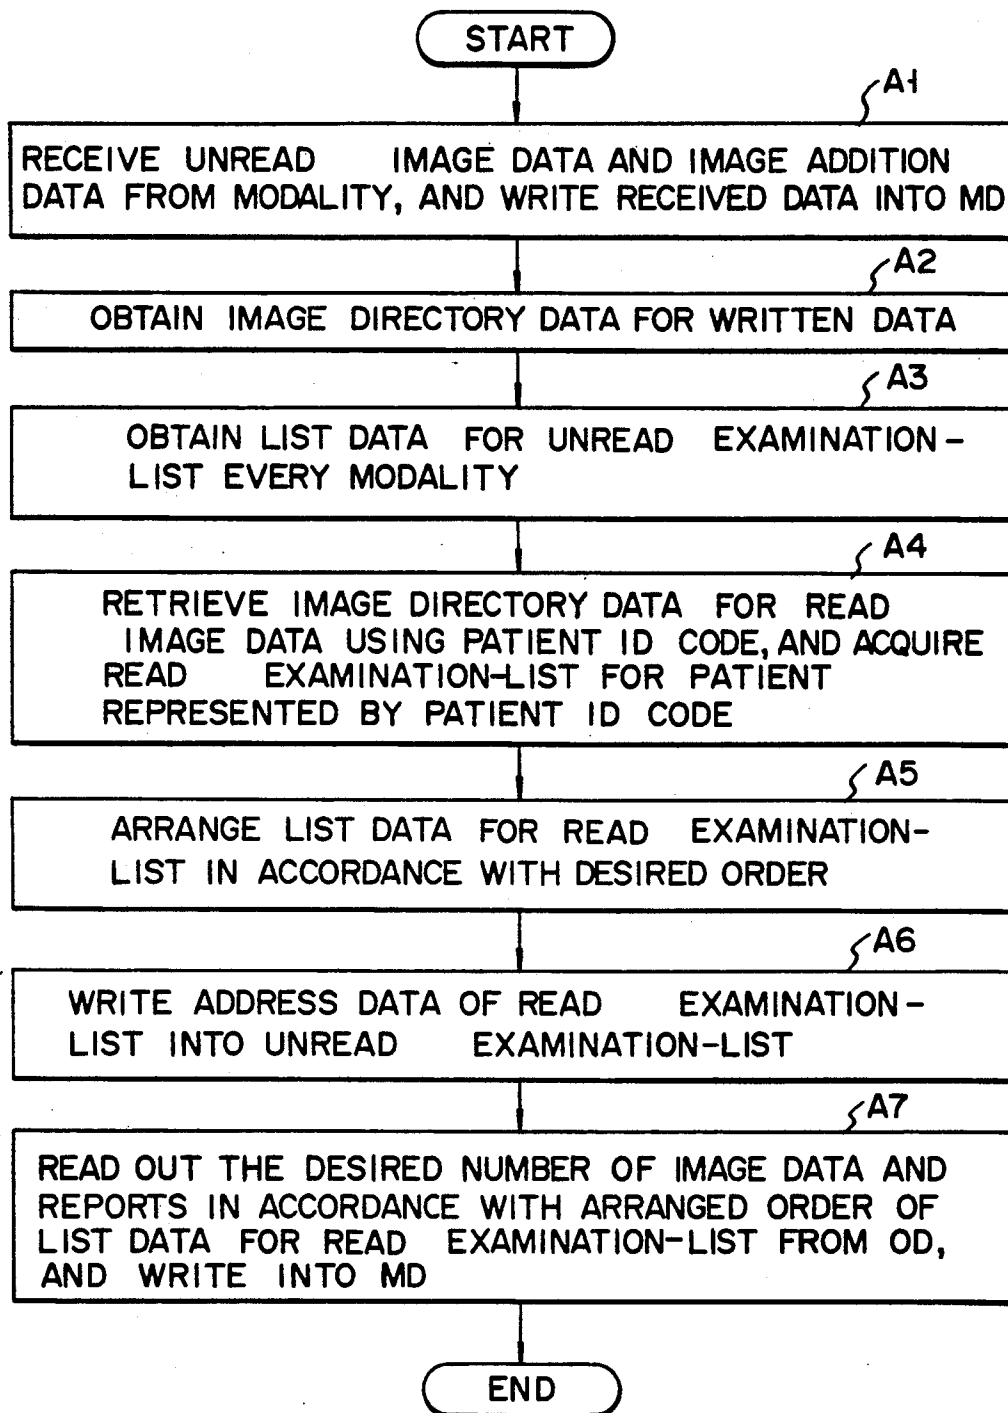 START
A1
RECEIVE UNREAD IMAGE DATA AND IMAGE ADDITION
DATA FROM MODALITY, AND WRITE RECEIVED DATA INTO MD
A2
OBTAIN IMAGE DIRECTORY DATA FOR WRITTEN DATA
A3
OBTAIN LIST DATA FOR UNREAD EXAMINATION-
LIST EVERY MODALITY
A4
RETRIEVE IMAGE DIRECTORY DATA FOR READ
IMAGE DATA USING PATIENT ID CODE, AND ACQUIRE
READ EXAMINATION-LIST FOR PATIENT
REPRESENTED BY PATIENT ID CODE
A5
ARRANGE LIST DATA FOR READ EXAMINATION-
LIST IN ACCORDANCE WITH DESIRED ORDER
A6
WRITE ADDRESS DATA OF READ EXAMINATION-
LIST INTO UNREAD EXAMINATION-LIST
A7
READ OUT THE DESIRED NUMBER OF IMAGE DATA AND
REPORTS IN ACCORDANCE WITH ARRANGED ORDER OF
LIST DATA FOR READ EXAMINATION-LIST FROM OD,
AND WRITE INTO MD
END